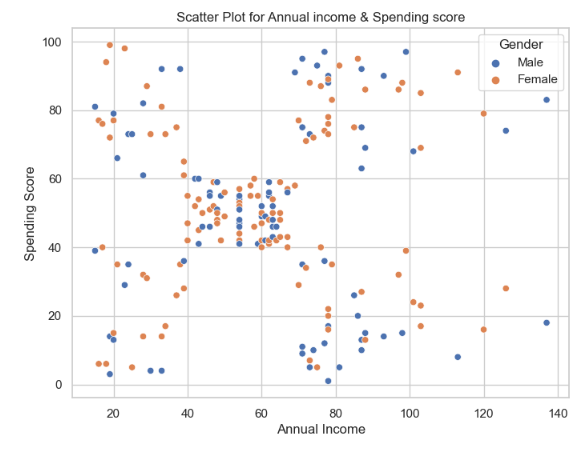 Scatter Plot for Annual income & Spending score
Gender
Male
Female
100
80
60
40
20
0
Spending Score
20 40 60 80 100 120 140
Annual Income